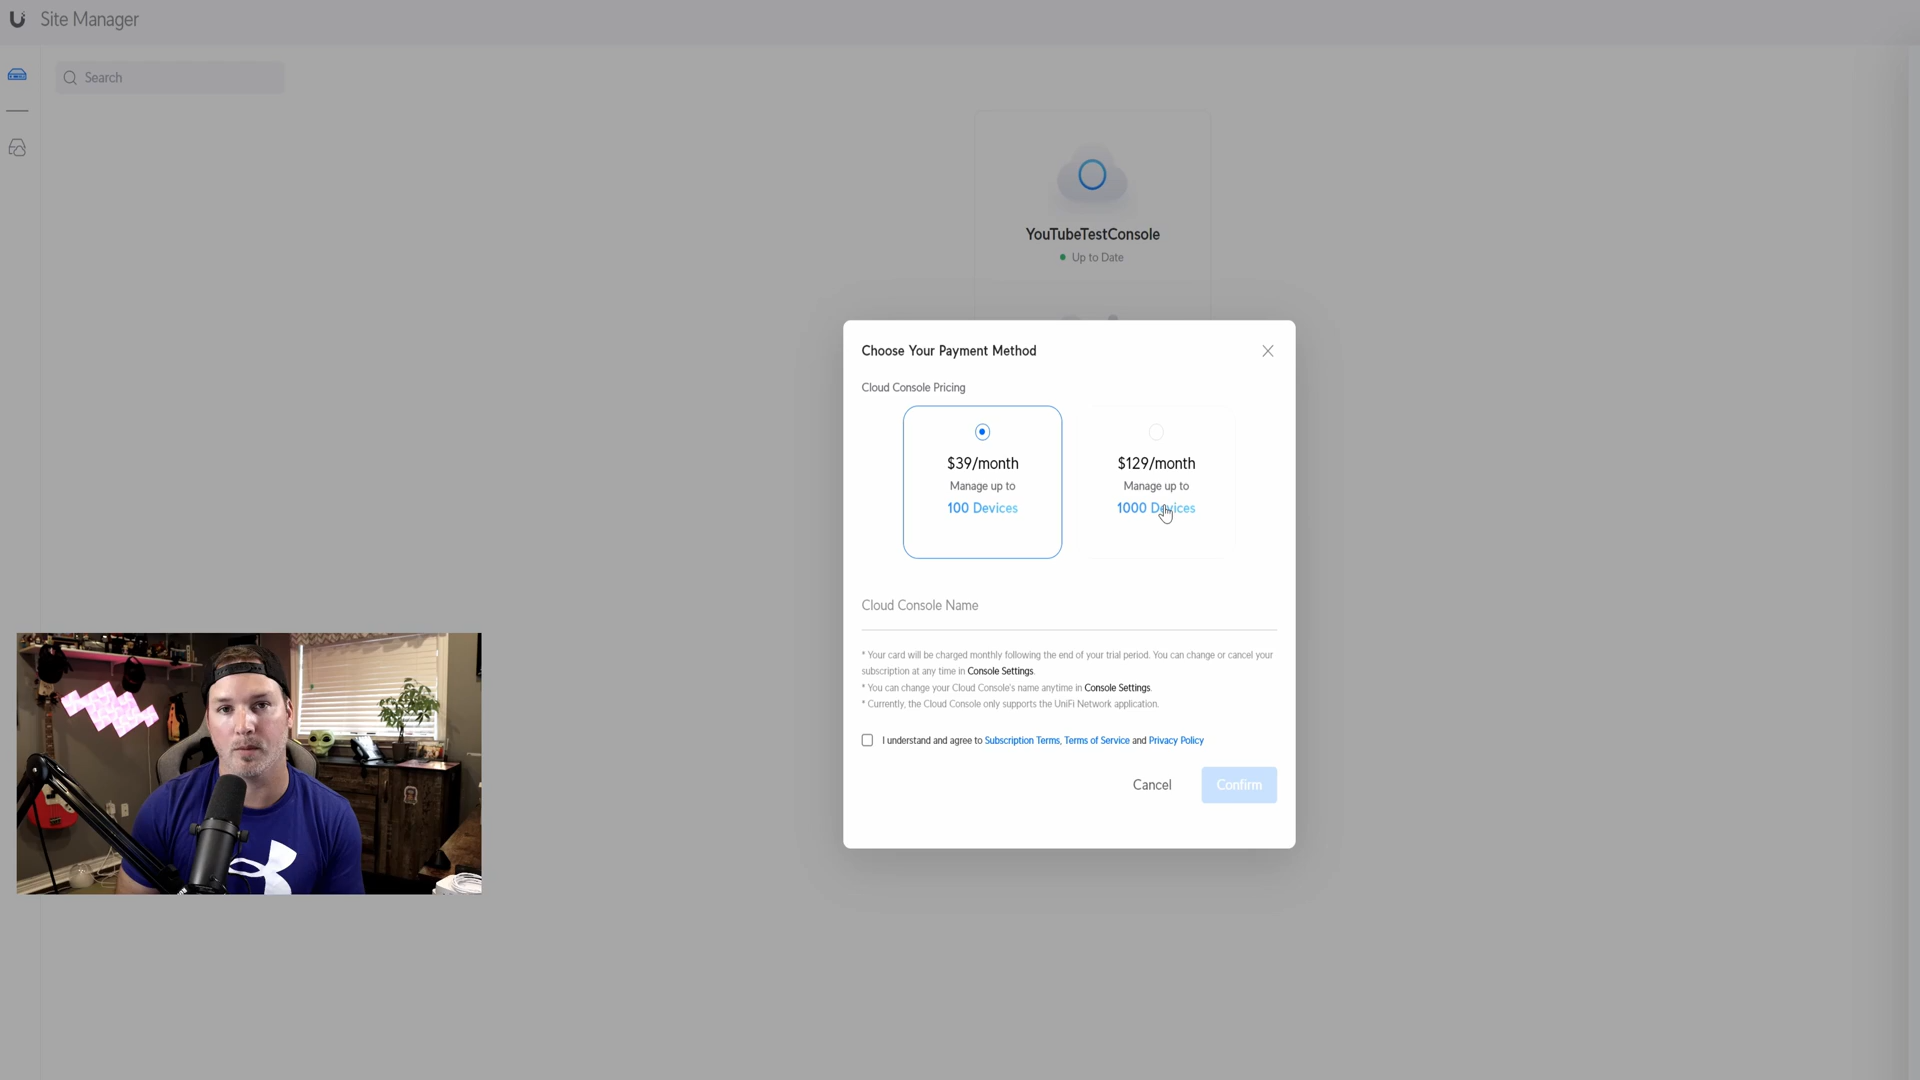 Site Manager
Search
YouTubeTestConsole
Up to Date
Choose Your Payment Method
Cloud Console Pricing
$39/month
Manage up to
100 Devices
$129/month
Manage up to
1000 Devices
Cloud Console Name
* Your card will be charged monthly following the end of your trial period. You can change or cancel your
subscription at any time in Console Settings.
* You can change your Cloud Console's name anytime in Console Settings.
* Currently, the Cloud Console only supports the UniFi Network application.
I understand and agree to Subscription Terms, Terms of Service and Privacy Policy
Cancel
Confirm